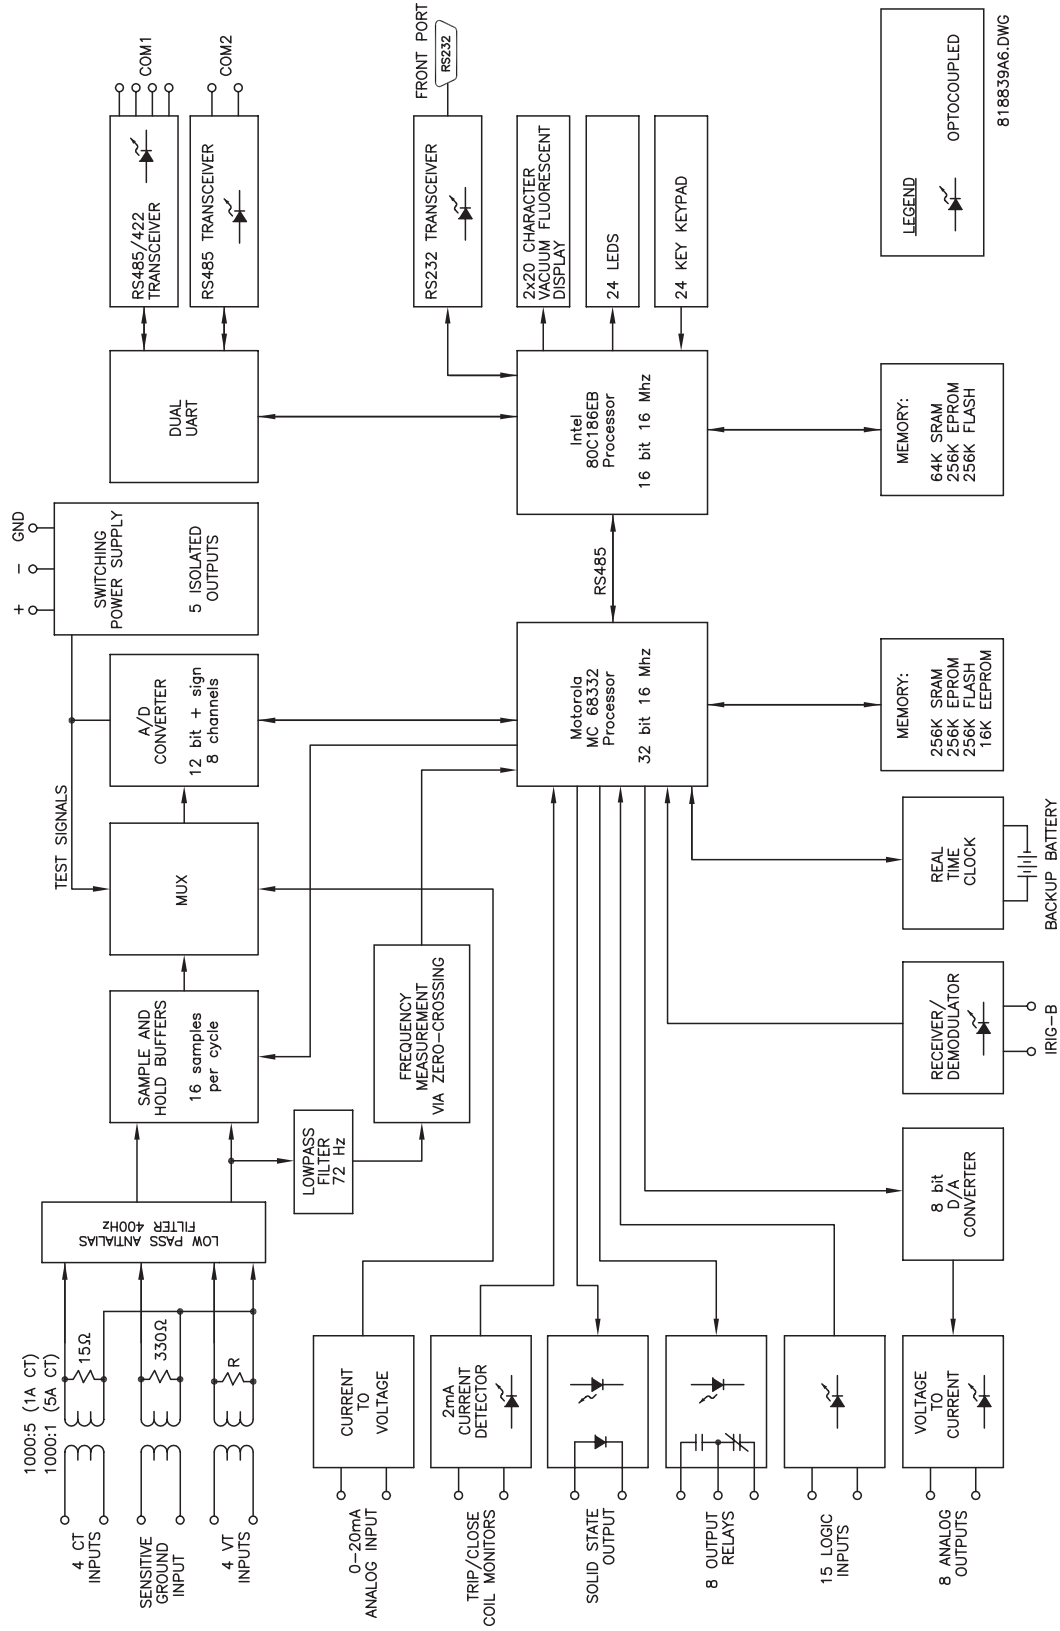 4 CT
INPUTS
SENSITIVE
GROUND
INPUT
4 VT
INPUTS
1000:5 (1A CT)
1000:1 (5A CT)
15Ω
330Ω
R
LOW PASS ANTIALIAS
FILTER 400Hz
SAMPLE AND
HOLD BUFFERS
16 samples
per cycle
MUX
TEST SIGNALS
A/D
CONVERTER
12 bit + sign
8 channels
+
-
GND
SWITCHING
POWER SUPPLY
5 ISOLATED
OUTPUTS
DUAL
UART
RS485/422
TRANSCEIVER
COM1
RS485 TRANSCEIVER
COM2
LOWPASS
FILTER
72 Hz
FREQUENCY
MEASUREMENT
VIA ZERO-CROSSING
0-20mA
ANALOG INPUT
CURRENT
TO
VOLTAGE
TRIP/CLOSE
COIL MONITORS
2mA
CURRENT
DETECTOR
SOLID STATE
OUTPUT
8 OUTPUT
RELAYS
15 LOGIC
INPUTS
8 ANALOG
OUTPUTS
VOLTAGE
TO
CURRENT
8 bit
D/A
CONVERTER
RECEIVER/
DEMODULATOR
IRIG-B
REAL
TIME
CLOCK
BACKUP BATTERY
Motorola
MC 68332
Processor
32 bit 16 Mhz
MEMORY:
256K SRAM
256K EPROM
256K FLASH
16K EEPROM
RS485
Intel
80C186EB
Processor
16 bit 16 Mhz
MEMORY:
64K SRAM
256K EPROM
256K FLASH
RS232 TRANSCEIVER
FRONT PORT
RS232
2x20 CHARACTER
VACUUM FLUORESCENT
DISPLAY
24 LEDS
24 KEY KEYPAD
LEGEND
OPTOCOUPLED
818839A6.DWG